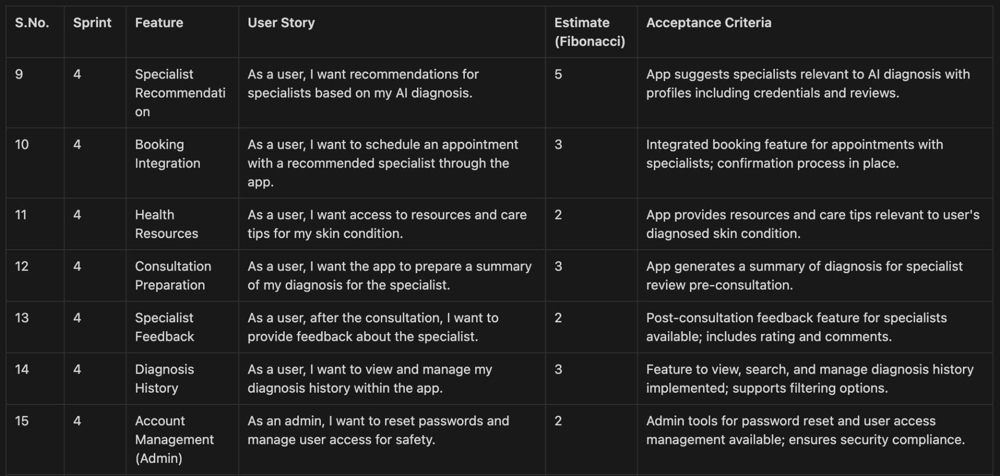 S.No.
Sprint
Feature
User Story
Estimate
(Fibonacci)
Acceptance Criteria
9
4
Specialist
Recommendati
on
As a user, I want recommendations for
specialists based on my AI diagnosis.
5
App suggests specialists relevant to AI diagnosis with
profiles including credentials and reviews.
10
4
Booking
Integration
As a user, I want to schedule an appointment
with a recommended specialist through the
app.
3
Integrated booking feature for appointments with
specialists; confirmation process in place.
11
4
Health
Resources
As a user, I want access to resources and care
tips for my skin condition.
2
App provides resources and care tips relevant to user's
diagnosed skin condition.
12
4
Consultation
Preparation
As a user, I want the app to prepare a summary
of my diagnosis for the specialist.
3
App generates a summary of diagnosis for specialist
review pre-consultation.
13
4
Specialist
Feedback
As a user, after the consultation, I want to
provide feedback about the specialist.
2
Post-consultation feedback feature for specialists
available; includes rating and comments.
14
4
Diagnosis
History
As a user, I want to view and manage my
diagnosis history within the app.
3
Feature to view, search, and manage diagnosis history
implemented; supports filtering options.
15
4
Account
Management
(Admin)
As an admin, I want to reset passwords and
manage user access for safety.
2
Admin tools for password reset and user access
management available; ensures security compliance.